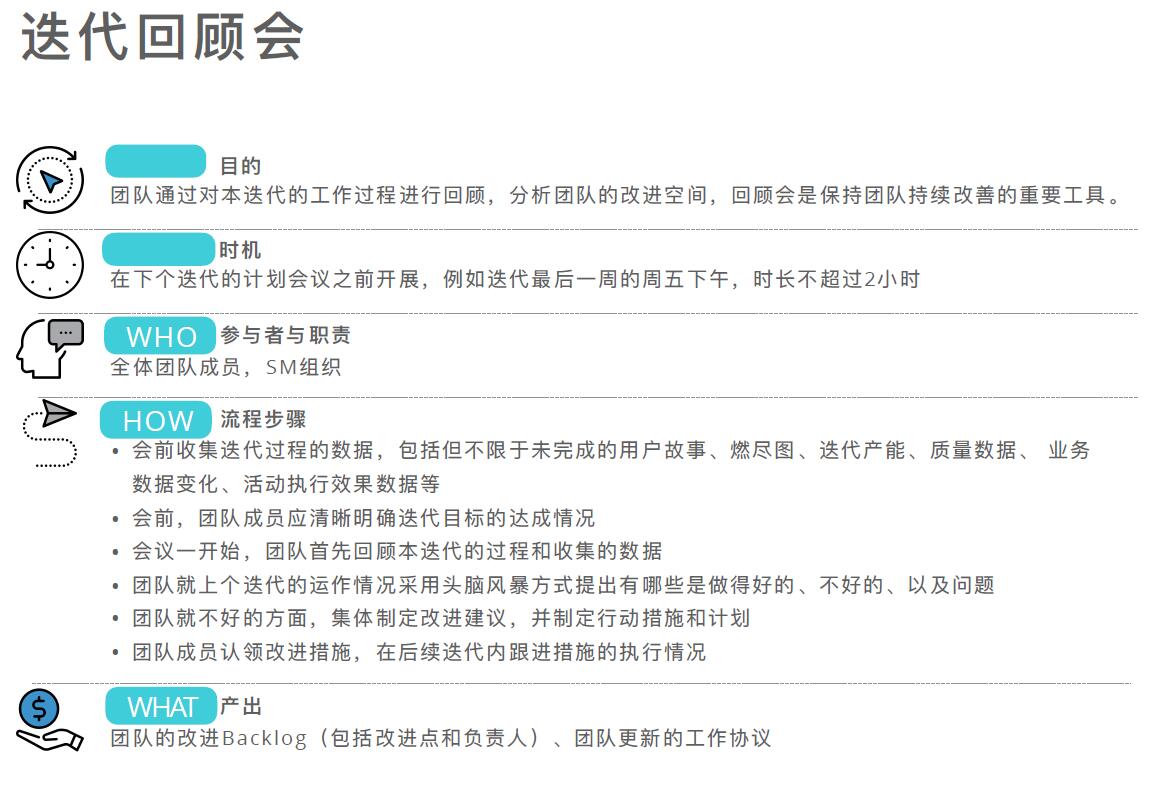 迭代回顾会
目的
团队通过对本迭代的工作过程进行回顾，分析团队的改进空间，回顾会是保持团队持续改善的重要工具。
时机
在下个迭代的计划会议之前开展，例如迭代最后一周的周五下午，时长不超过2小时
WHO 参与者与职责
全体团队成员，SM组织
HOW 流程步骤
• 会前收集迭代过程的数据，包括但不限于未完成的用户故事、燃尽图、迭代产能、质量数据、 业务
数据变化、活动执行效果数据等
• 会前，团队成员应清晰明确迭代目标的达成情况
• 会议一开始，团队首先回顾本迭代的过程和收集的数据
• 团队就上个迭代的运作情况采用头脑风暴方式提出有哪些是做得好的、不好的、以及问题
• 团队就不好的方面，集体制定改进建议，并制定行动措施和计划
• 团队成员认领改进措施，在后续迭代内跟进措施的执行情况
$
WHAT 产出
团队的改进Backlog（包括改进点和负责人）、团队更新的工作协议